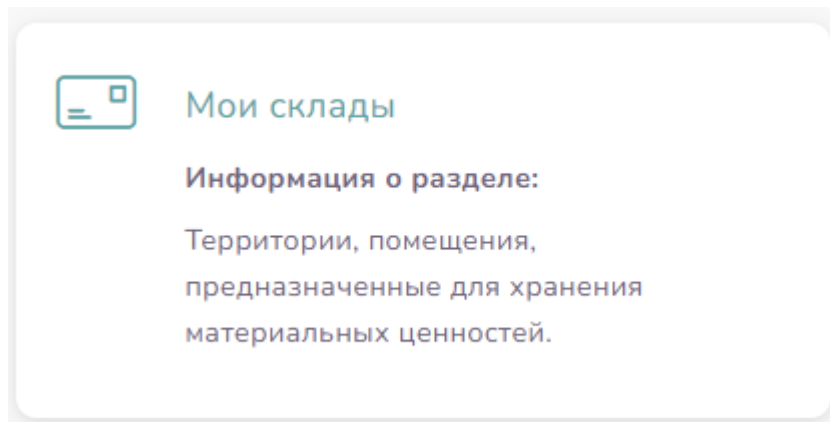 Мои склады
Информация о разделе:
Территории, помещения,
предназначенные для хранения
материальных ценностей.